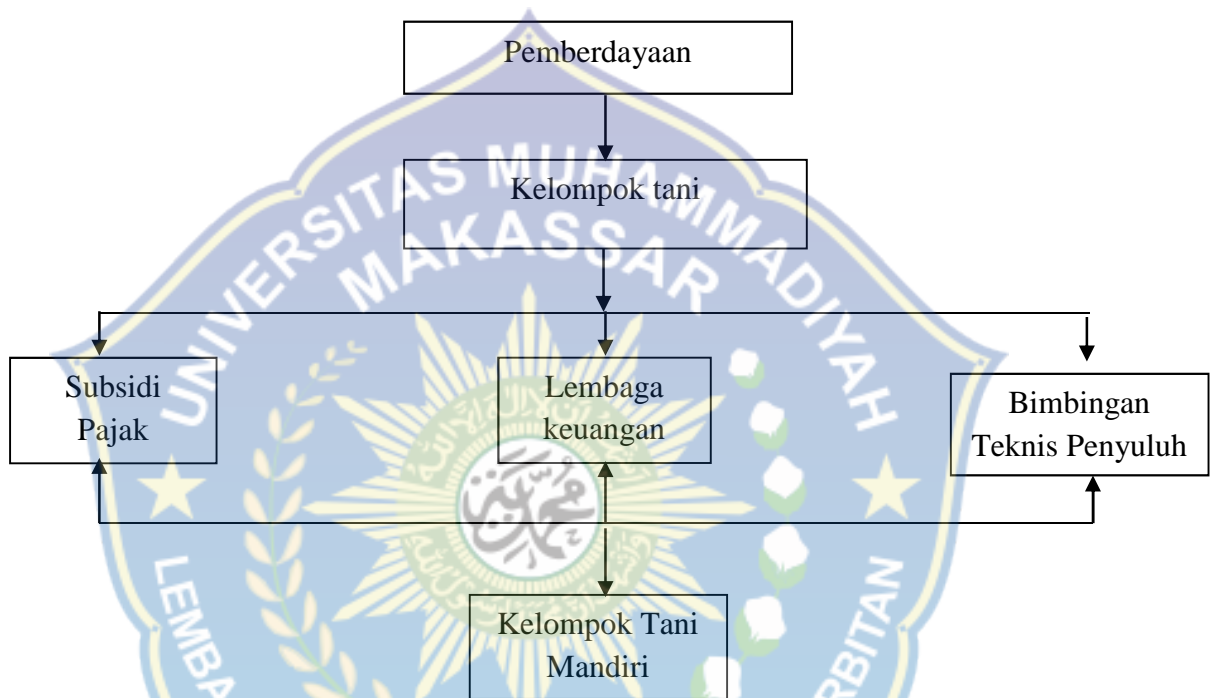 Pemberdayaan
Kelompok tani
UNIVERSITAS MUHAMMADIYAH
MAKASSAR
Subsidi
Pajak
Lembaga
keuangan
Bimbingan
Teknis Penyuluh
Kelompok Tani
Mandiri